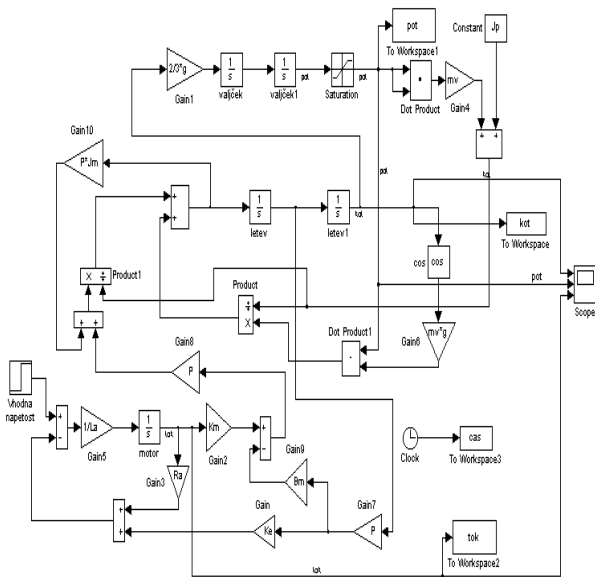 pot
To Workspace1
Constant
Jp
2/3*g
Gain1
1
s
valjček
1
s
valjček1
pot
Saturation
pot
Dot Product
mv
Gain4
+ +
Gain10
P*Jm
+
+
1
s
letev
1
s
letev1
pot
kot
To Workspace
cos
cos
pot
Scope
X ÷
Product1
Product
÷
X
+ +
Dot Product1
mv*g
Gain6
Gain8
P
Vhodna
napetost
+
-
1/La
Gain5
1
s
motor
Km
Gain2
+
-
Gain9
Gain3
Ra
Bm
+
+
Gain
Ke
Gain7
P
Clock
cas
To Workspace3
tok
To Workspace2